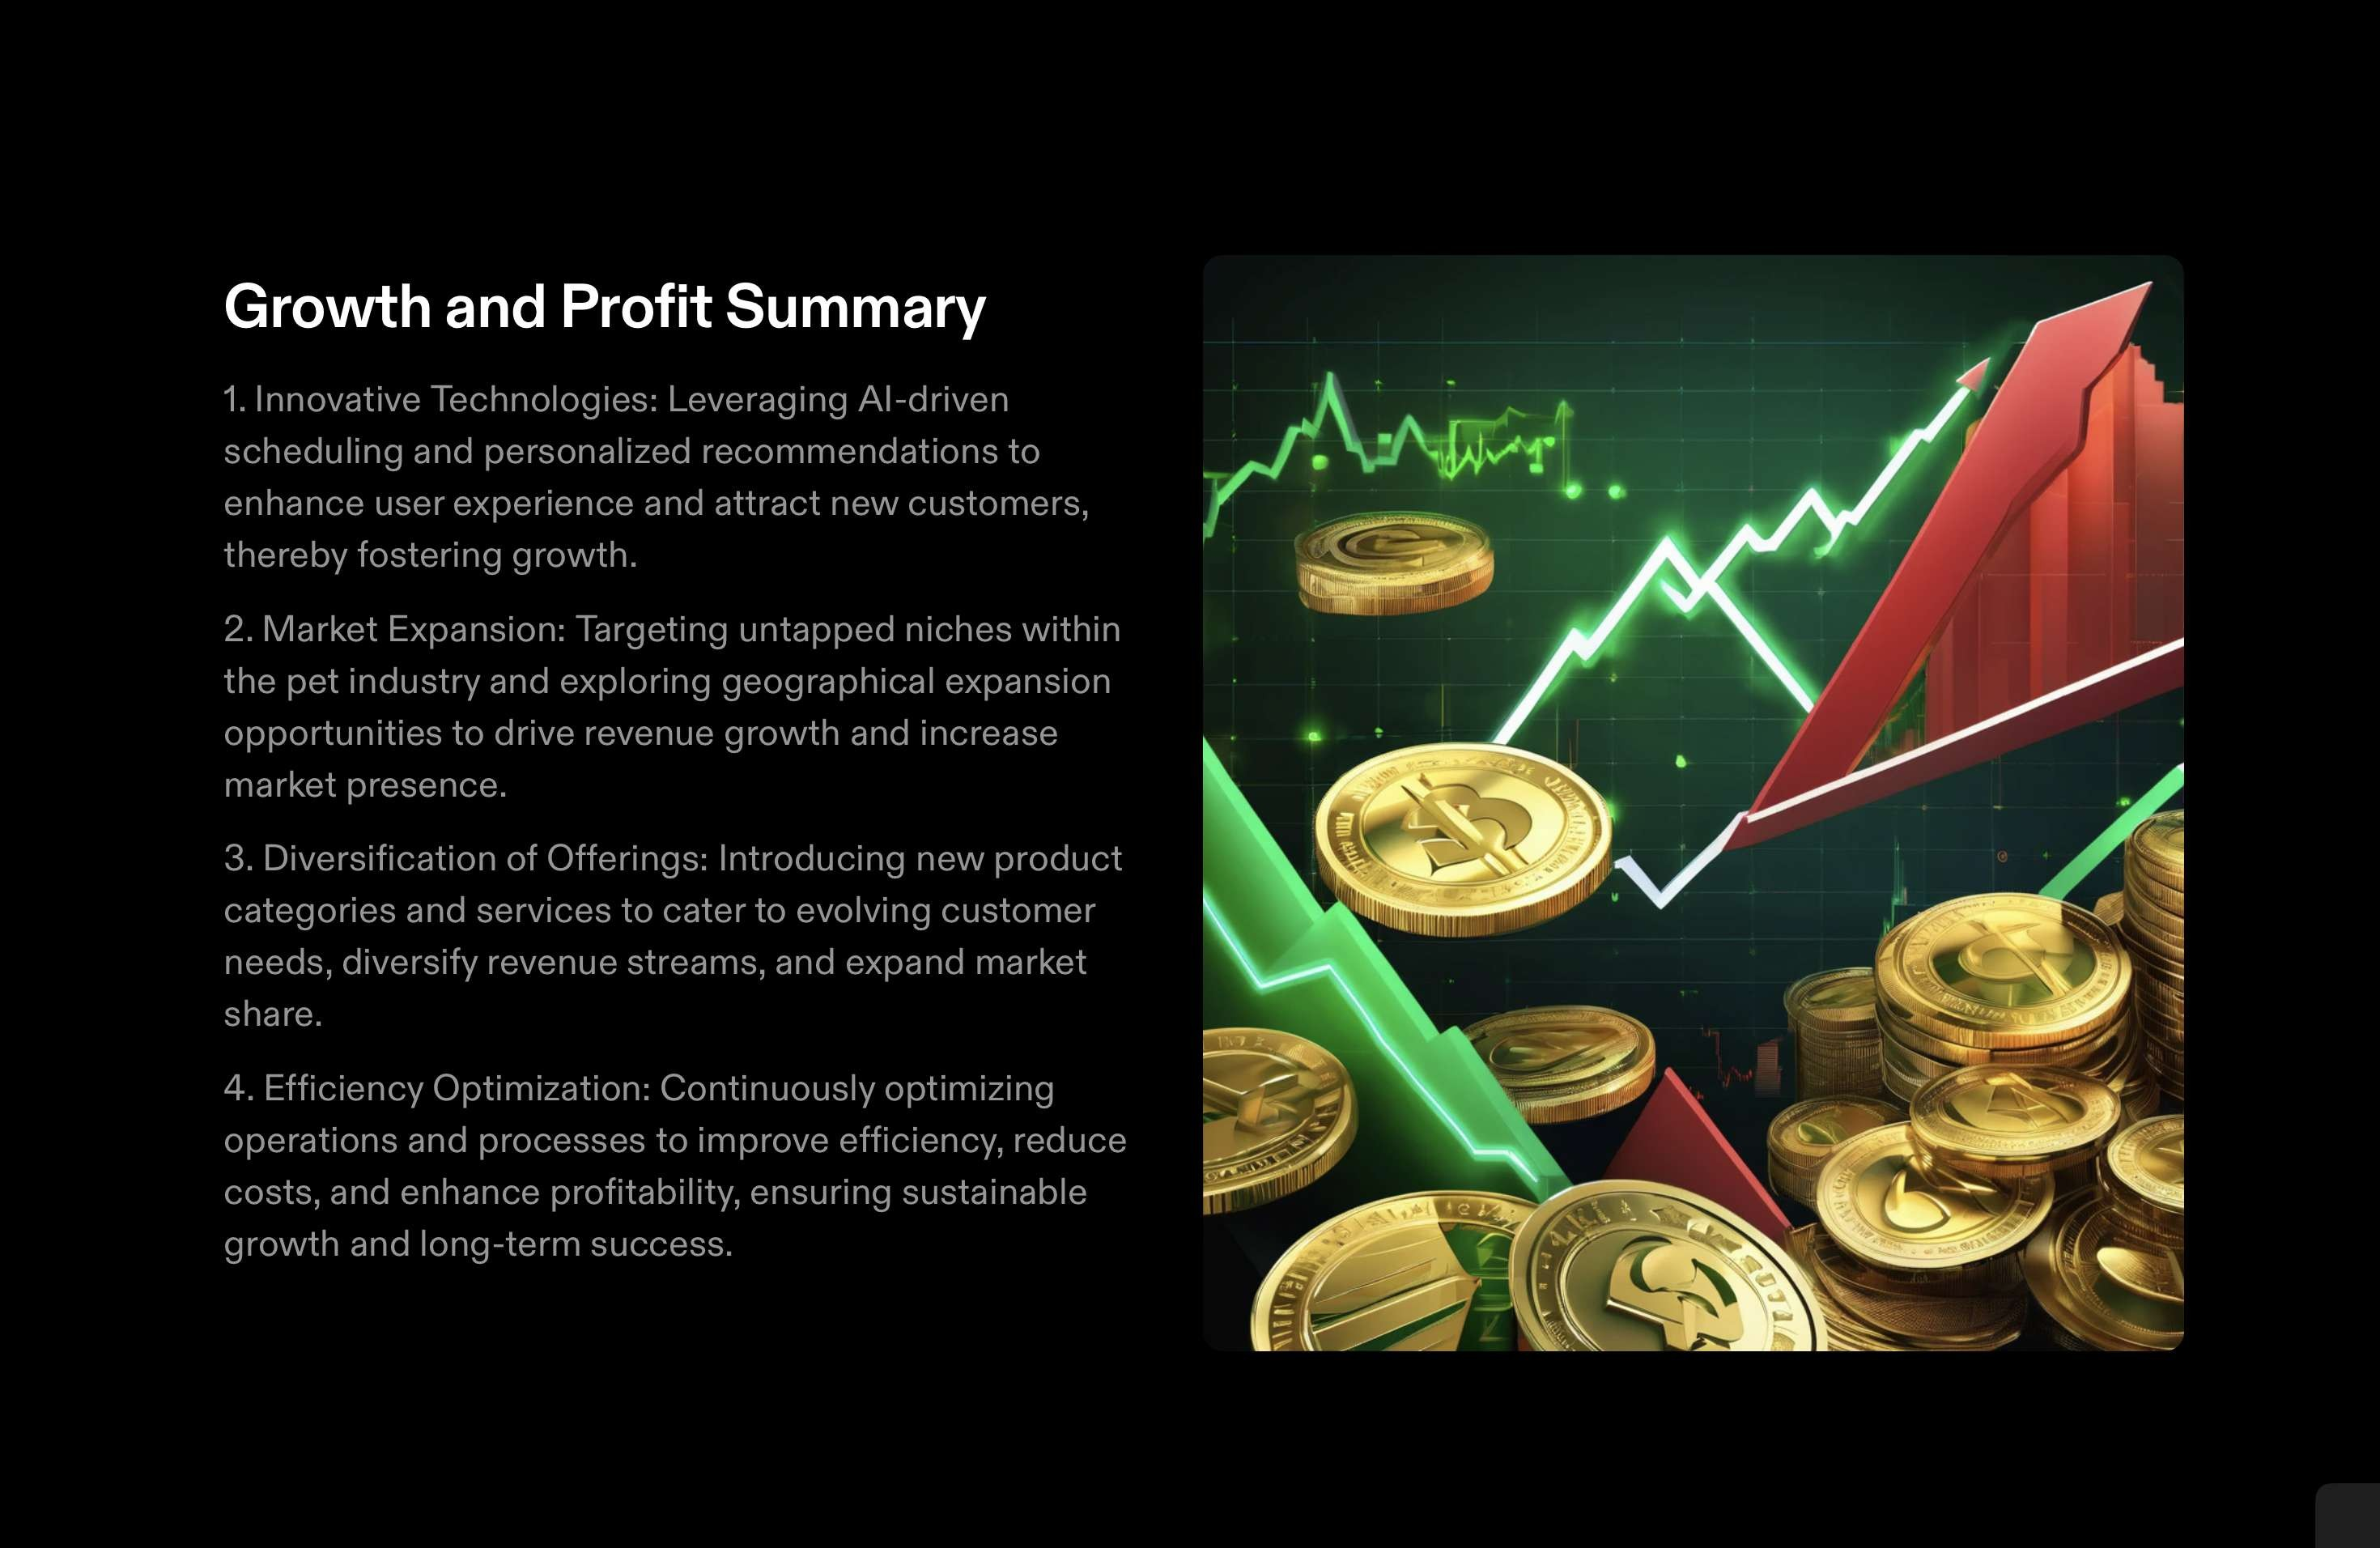 Growth and Profit Summary
1. Innovative Technologies: Leveraging AI-driven
scheduling and personalized recommendations to
enhance user experience and attract new customers,
thereby fostering growth.
2. Market Expansion: Targeting untapped niches within
the pet industry and exploring geographical expansion
opportunities to drive revenue growth and increase
market presence.
3. Diversification of Offerings: Introducing new product
categories and services to cater to evolving customer
needs, diversify revenue streams, and expand market
share.
4. Efficiency Optimization: Continuously optimizing
operations and processes to improve efficiency, reduce
costs, and enhance profitability, ensuring sustainable
growth and long-term success.